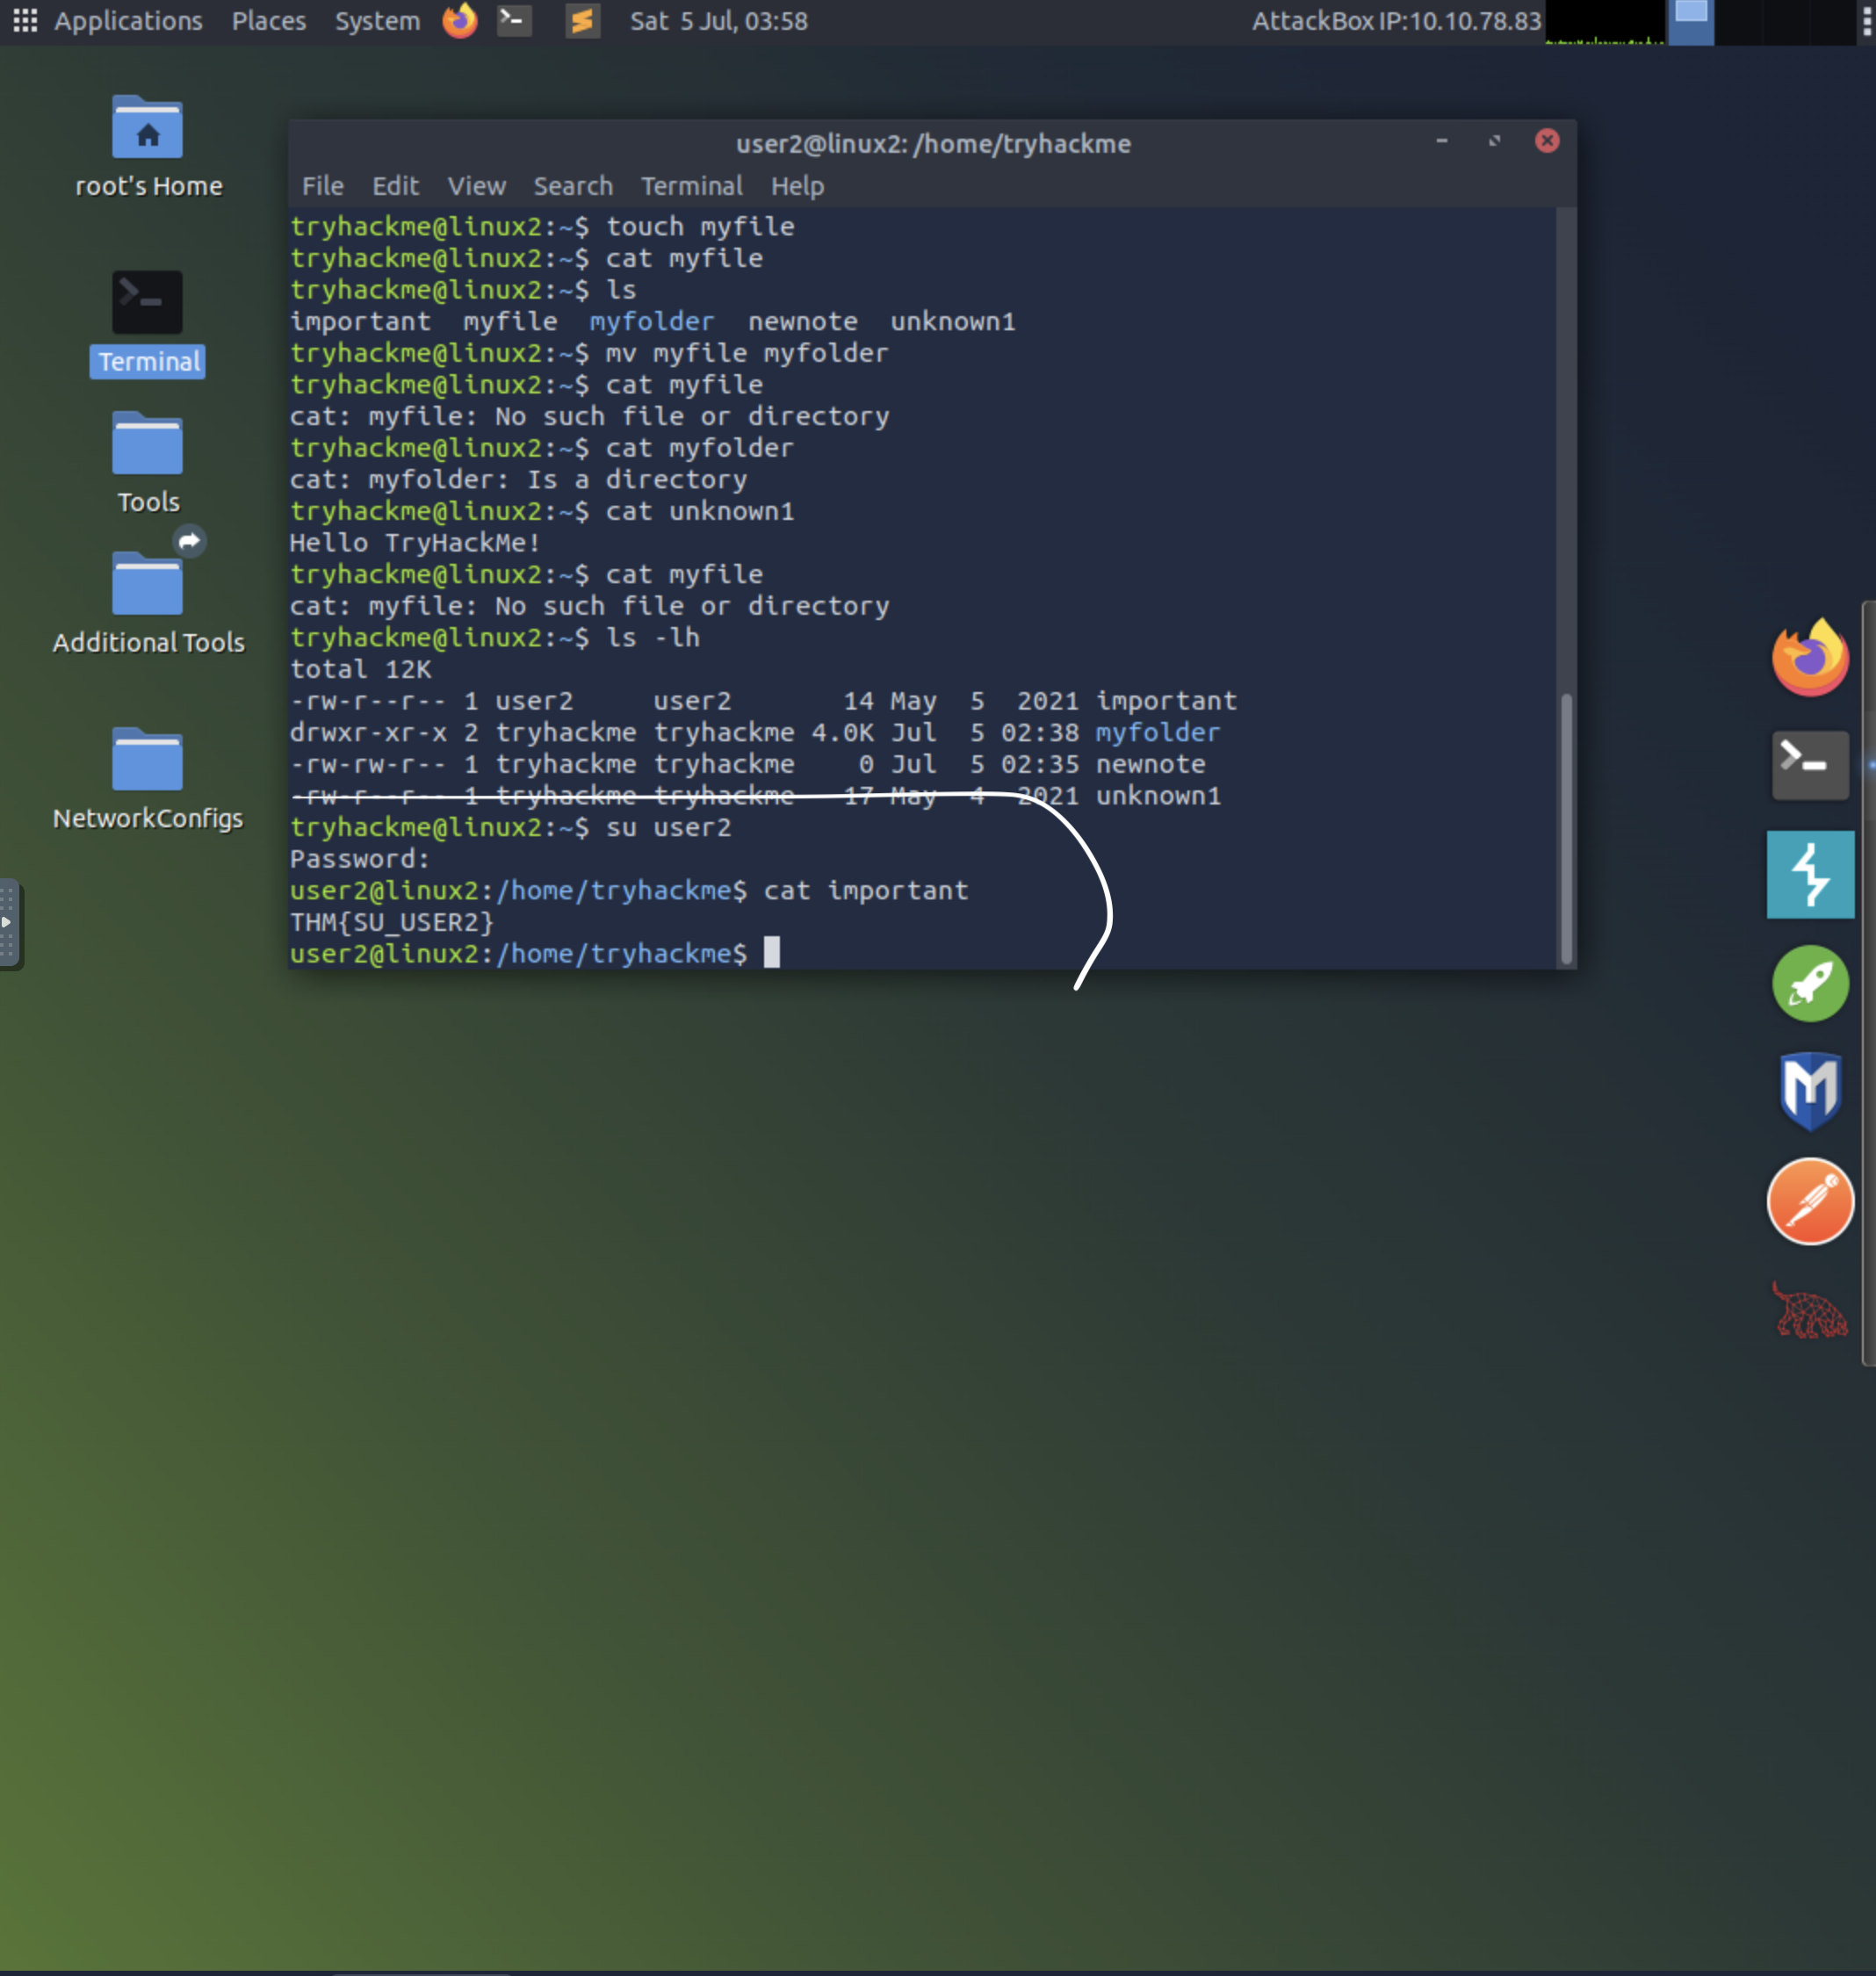 Applications Places System Sat 5 Jul, 03:58 AttackBox IP:10.10.78.83
root's Home
Terminal
Tools
Additional Tools
NetworkConfigs
user2@linux2: /home/tryhackme
File Edit View Search Terminal Help
tryhackme@linux2:~$ touch myfile
tryhackme@linux2:~$ cat myfile
tryhackme@linux2:~$ ls
important  myfile  myfolder  newnote  unknown1
tryhackme@linux2:~$ mv myfile myfolder
tryhackme@linux2:~$ cat myfile
cat: myfile: No such file or directory
tryhackme@linux2:~$ cat myfolder
cat: myfolder: Is a directory
tryhackme@linux2:~$ cat unknown1
Hello TryHackMe!
tryhackme@linux2:~$ cat myfile
cat: myfile: No such file or directory
tryhackme@linux2:~$ ls -lh
total 12K
-rw-r--r-- 1 user2     user2       14 May  5  2021 important
drwxr-xr-x 2 tryhackme tryhackme 4.0K Jul  5 02:38 myfolder
-rw-rw-r-- 1 tryhackme tryhackme    0 Jul  5 02:35 newnote
-rw-r--r-- 1 tryhackme tryhackme   17 May  4  2021 unknown1
tryhackme@linux2:~$ su user2
Password:
user2@linux2:/home/tryhackme$ cat important
THM{SU_USER2}
user2@linux2:/home/tryhackme$